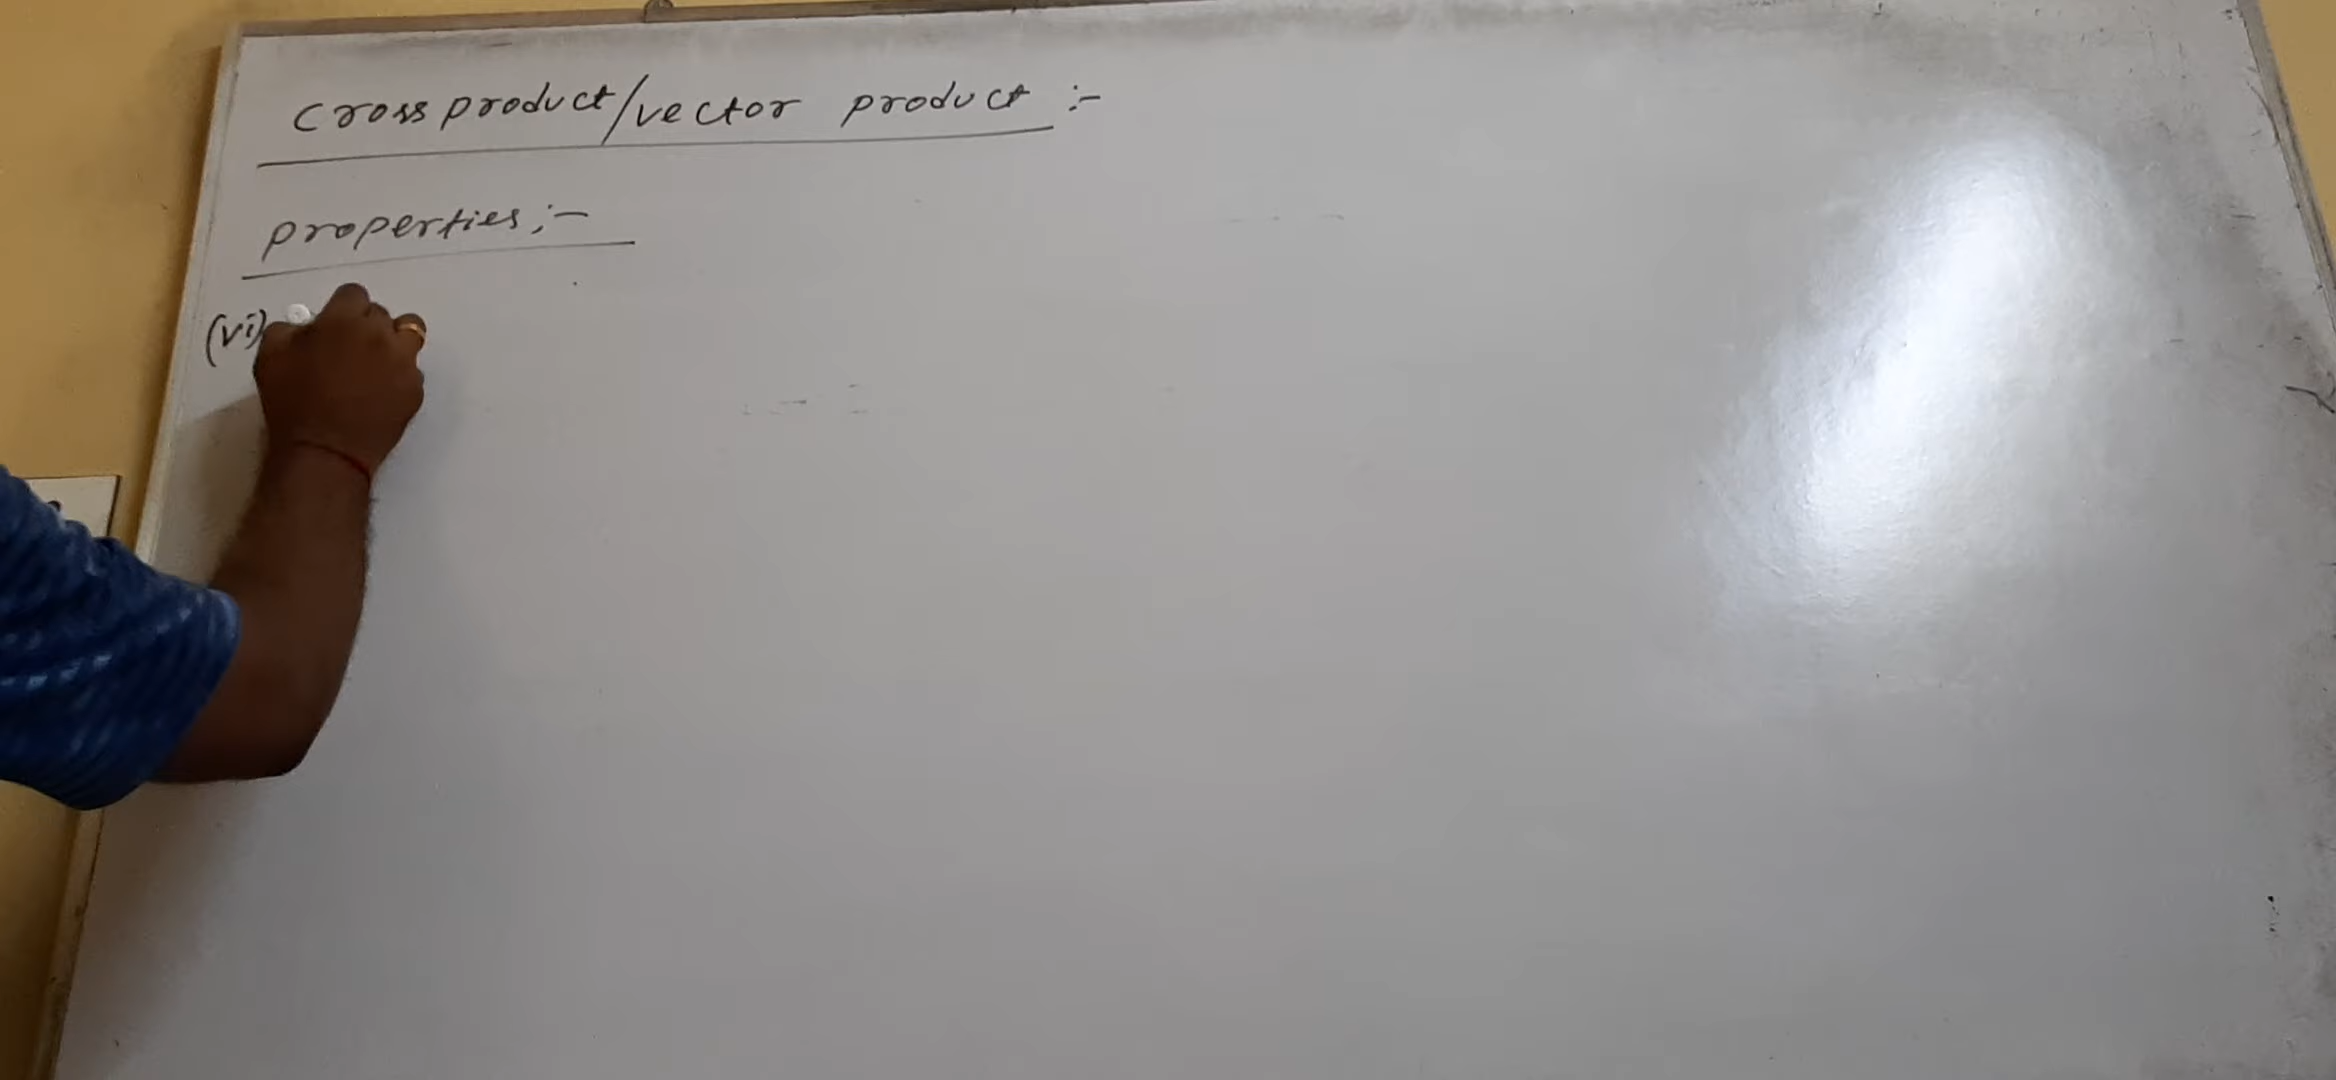 Cross product/vector product :-
properties :-
(vi)